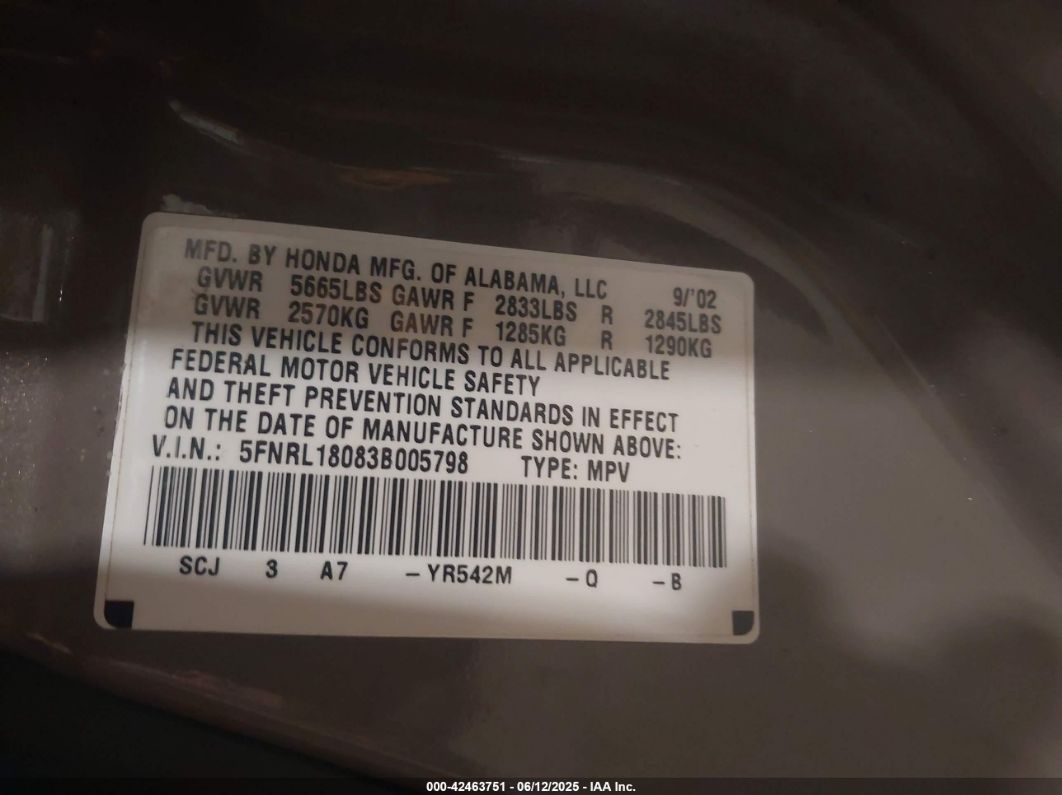 MFD. BY HONDA MFG. OF ALABAMA, LLC 9/'02
GVWR 5665LBS GAWR F 2833LBS R 2845LBS
GVWR 2570KG GAWR F 1285KG R 1290KG
THIS VEHICLE CONFORMS TO ALL APPLICABLE
FEDERAL MOTOR VEHICLE SAFETY
AND THEFT PREVENTION STANDARDS IN EFFECT
ON THE DATE OF MANUFACTURE SHOWN ABOVE:
V.I.N.: 5FNRL18083B005798 TYPE: MPV
SCJ 3 A7 -YR542M -Q -B
000-42463751 - 06/12/2025 - IAA Inc.